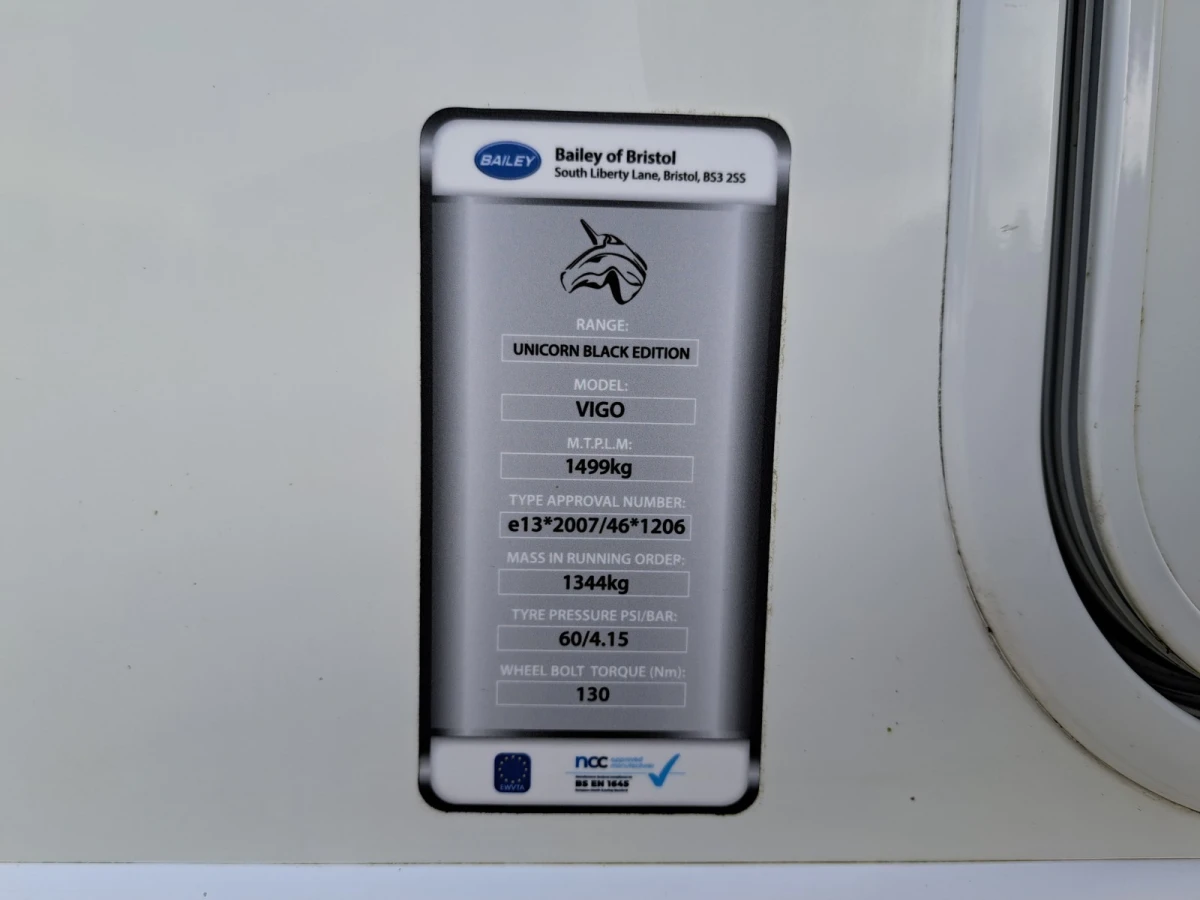 BAILEY
Bailey of Bristol
South Liberty Lane, Bristol, BS3 2SS
RANGE:
UNICORN BLACK EDITION
MODEL:
VIGO
M.T.P.L.M:
1499kg
TYPE APPROVAL NUMBER:
e13*2007/46*1206
MASS IN RUNNING ORDER:
1344kg
TYRE PRESSURE PSI/BAR:
60/4.15
WHEEL BOLT TORQUE (Nm):
130
EWVTA
ncc
BS EN 1645